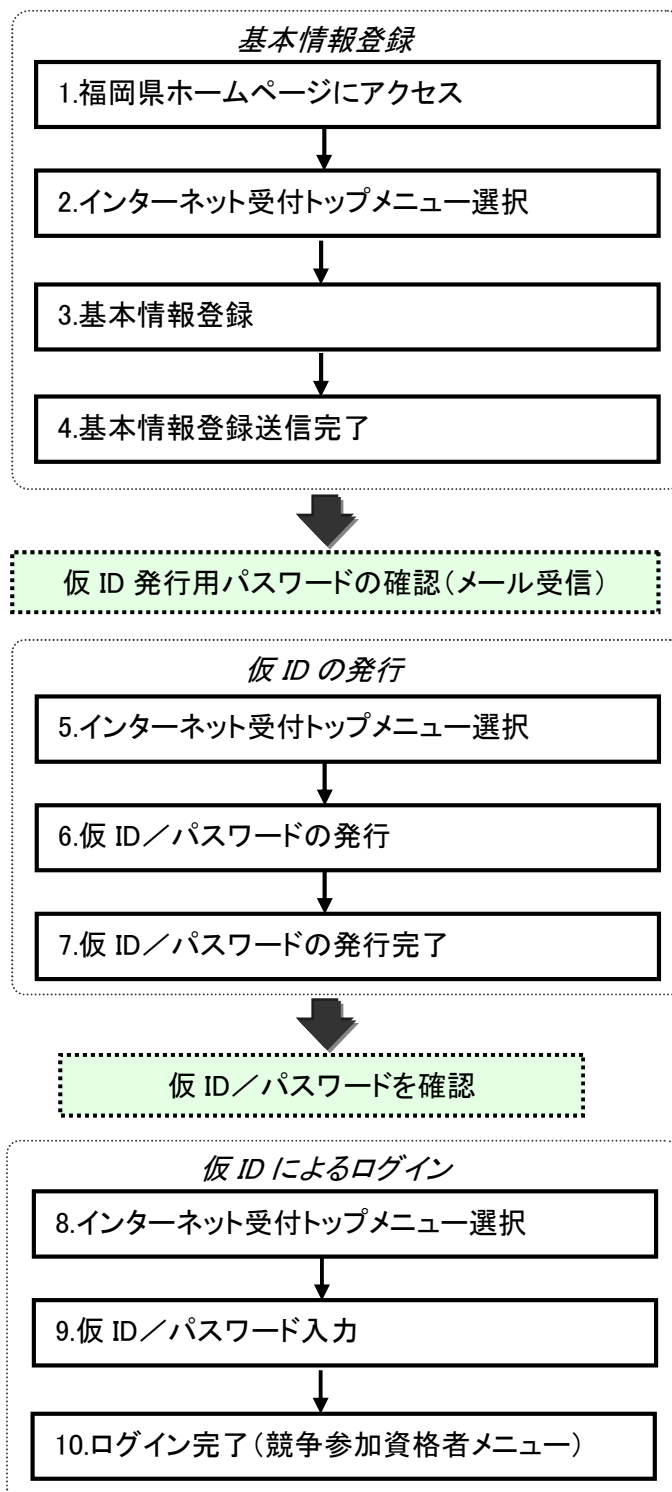 基本情報登録
1.福岡県ホームページにアクセス
2.インターネット受付トップメニュー選択
3.基本情報登録
4.基本情報登録送信完了
仮 ID 発行用パスワードの確認（メール受信）
仮 ID の発行
5.インターネット受付トップメニュー選択
6.仮 ID／パスワードの発行
7.仮 ID／パスワードの発行完了
仮 ID／パスワードを確認
仮 ID によるログイン
8.インターネット受付トップメニュー選択
9.仮 ID／パスワード入力
10.ログイン完了（競争参加資格者メニュー）